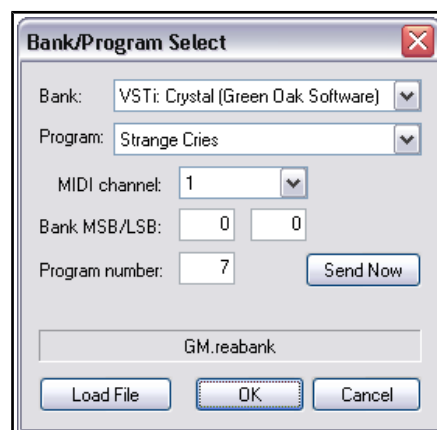 Bank/Program Select
Bank: VSTi: Crystal (Green Oak Software)
Program: Strange Cries
MIDI channel: 1
Bank MSB/LSB: 0 0
Program number: 7 Send Now
GM.reabank
Load File OK Cancel